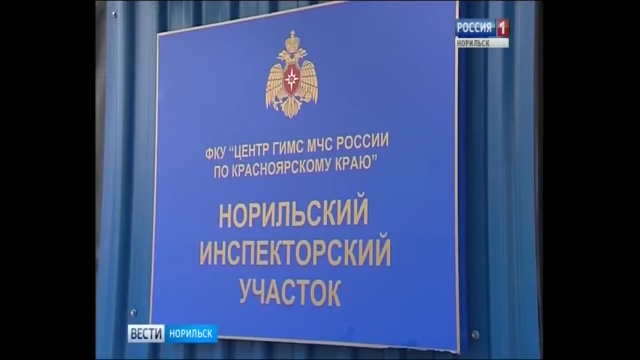 РОССИЯ 1
НОРИЛЬСК
ФКУ "ЦЕНТР ГИМС МЧС РОССИИ
ПО КРАСНОЯРСКОМУ КРАЮ"
НОРИЛЬСКИЙ
ИНСПЕКТОРСКИЙ
УЧАСТОК
ВЕСТИ НОРИЛЬСК